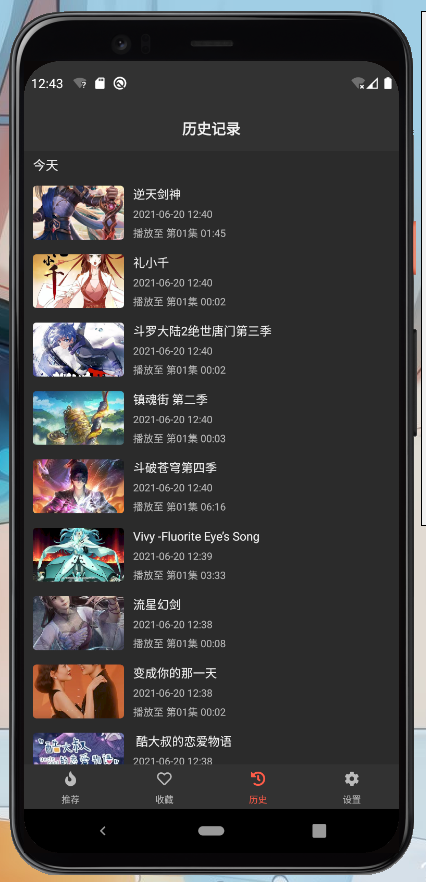 12:43
历史记录
今天
逆天剑神
2021-06-20 12:40
播放至 第01集 01:45
礼小千
2021-06-20 12:40
播放至 第01集 00:02
斗罗大陆2绝世唐门第三季
2021-06-20 12:40
播放至 第01集 00:02
镇魂街 第二季
2021-06-20 12:40
播放至 第01集 00:03
斗破苍穹第四季
2021-06-20 12:40
播放至 第01集 06:16
Vivy -Fluorite Eye's Song
2021-06-20 12:39
播放至 第01集 03:33
流星幻剑
2021-06-20 12:38
播放至 第01集 00:08
变成你的那一天
2021-06-20 12:38
播放至 第01集 00:02
酷大叔的恋爱物语
酷大叔
的恋爱物语
2021-06-20 12:38
推荐
收藏
历史
设置